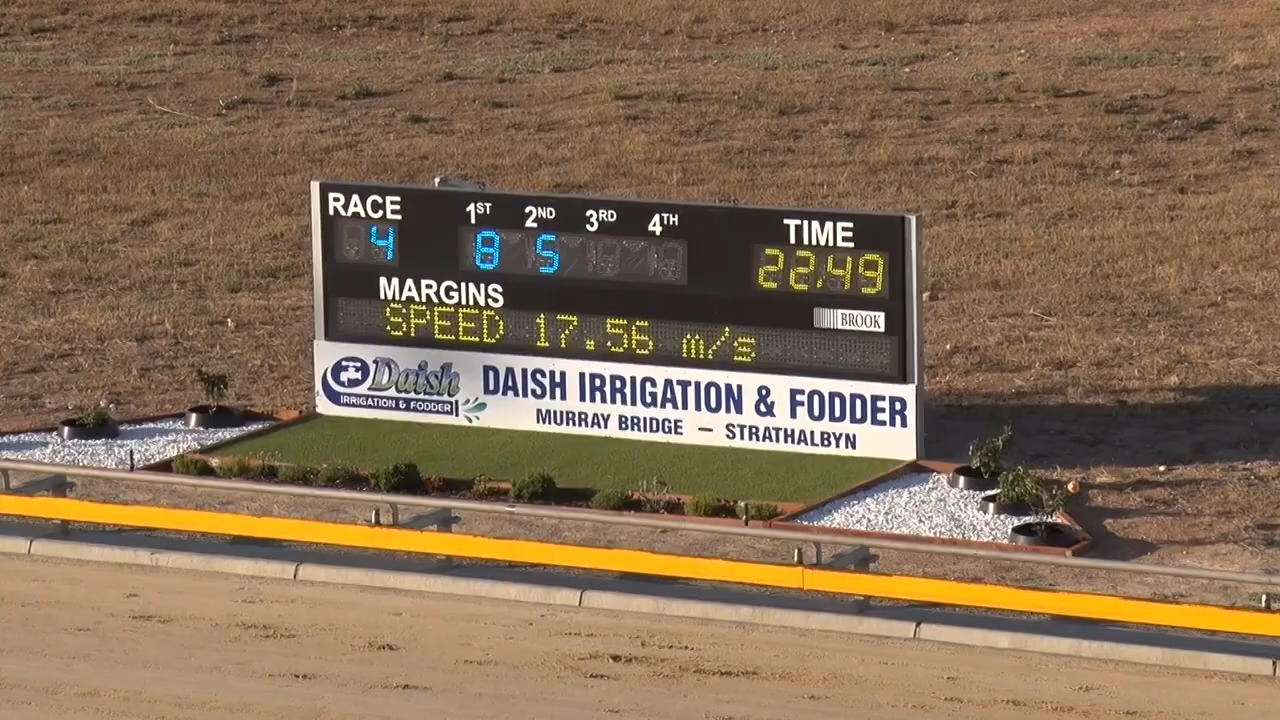 RACE 1ST 2ND 3RD 4TH TIME
4 8 5 22.49
MARGINS
BROOK
SPEED 17.56 m/s
Daish
IRRIGATION & FODDER
DAISH IRRIGATION & FODDER
MURRAY BRIDGE – STRATHALBYN